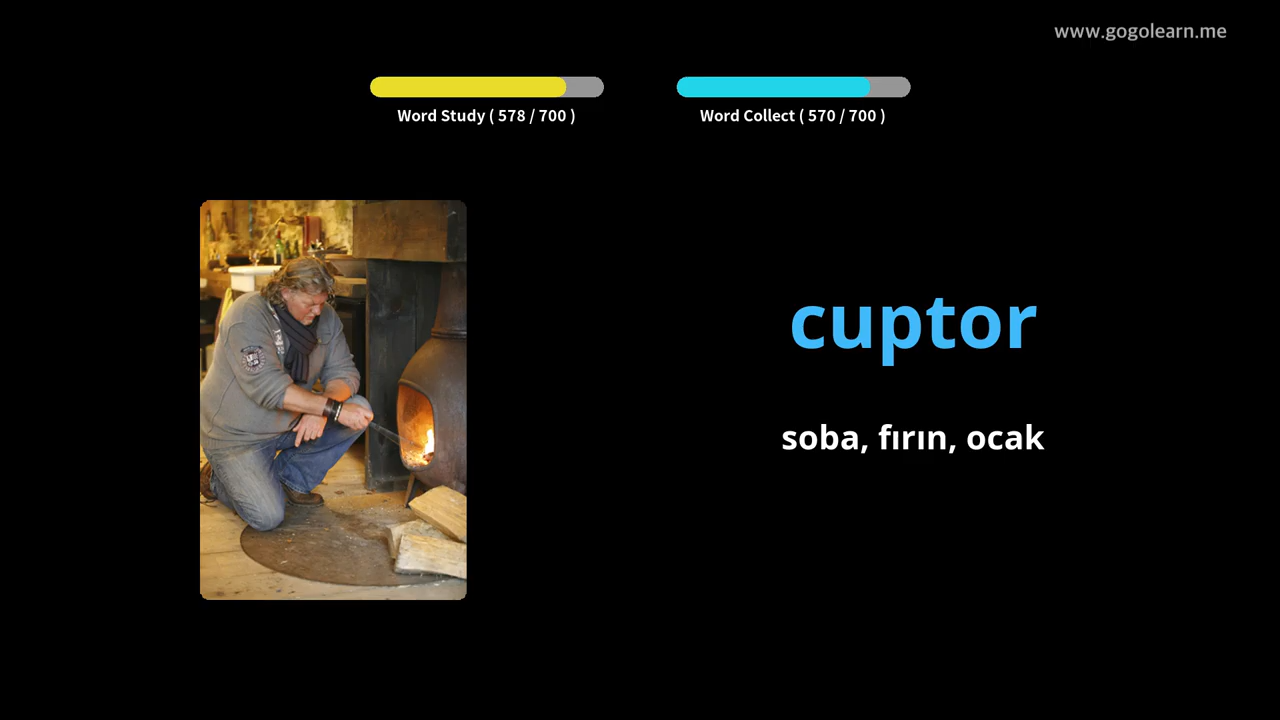 www.gogolearn.me
Word Study ( 578 / 700 )
Word Collect ( 570 / 700 )
cuptor
soba, fırın, ocak